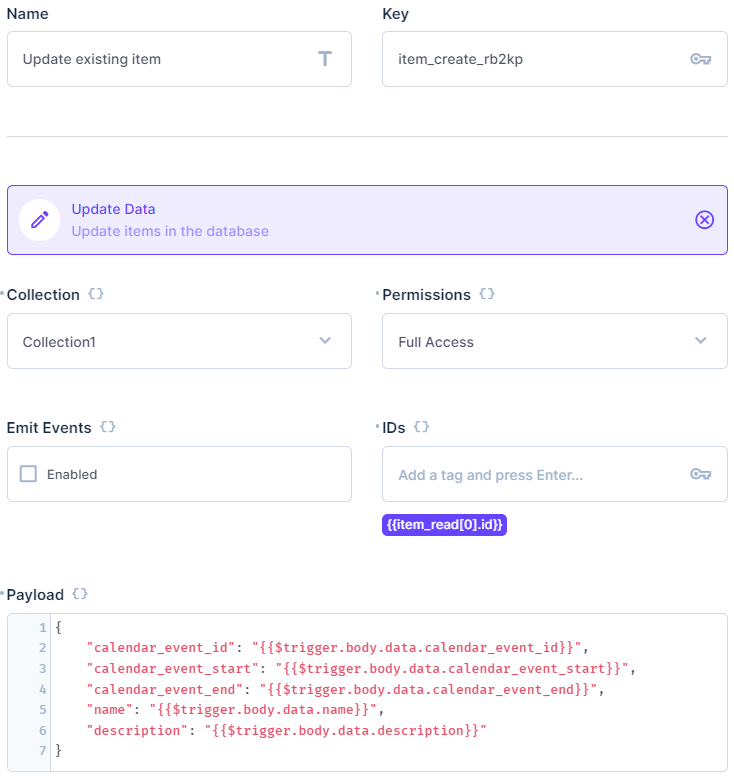 Name
Key
Update existing item
item_create_rb2kp
Update Data
Update items in the database
Collection {}
Permissions {}
Collection1
Full Access
Emit Events {}
IDs {}
Enabled
Add a tag and press Enter...
{{item_read[0].id}}
Payload {}
1 {
2 "calendar_event_id": "{{$trigger.body.data.calendar_event_id}}",
3 "calendar_event_start": "{{$trigger.body.data.calendar_event_start}}",
4 "calendar_event_end": "{{$trigger.body.data.calendar_event_end}}",
5 "name": "{{$trigger.body.data.name}}",
6 "description": "{{$trigger.body.data.description}}"
7 }